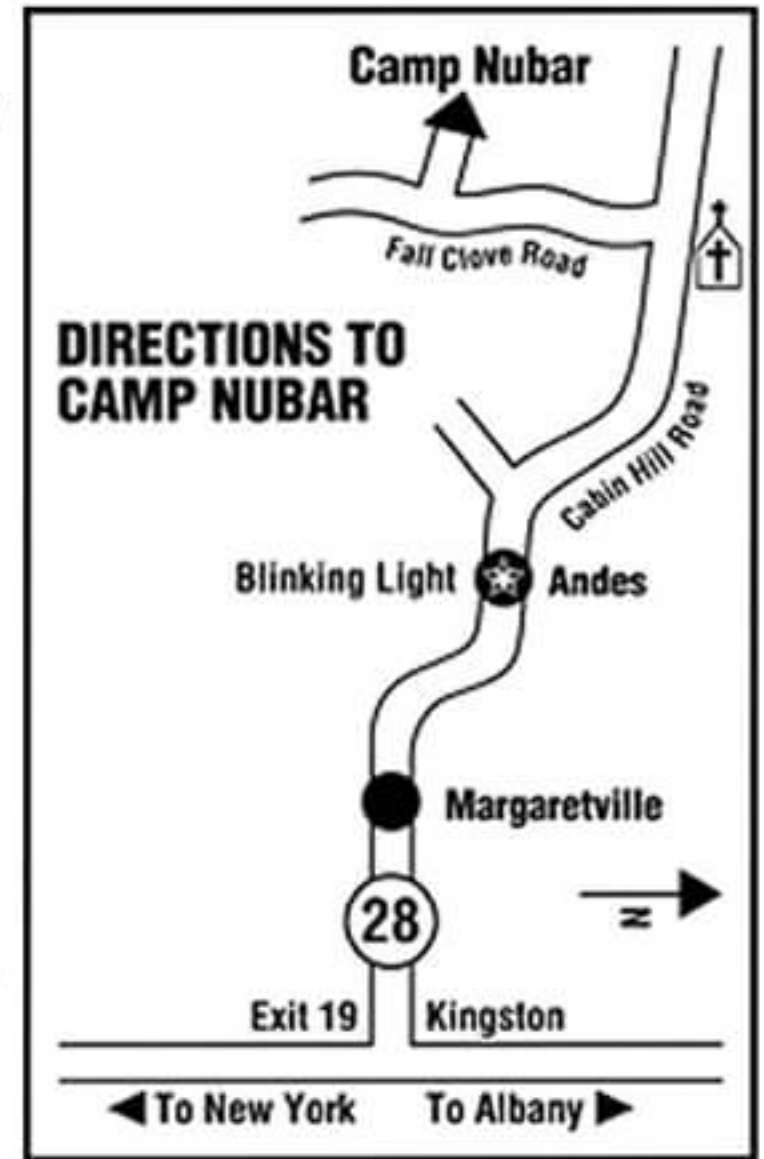 Camp Nubar
Fall Clove Road
DIRECTIONS TO
CAMP NUBAR
Cabin Hill Road
Blinking Light
Andes
Margaretville
N
28
Exit 19
Kingston
To New York
To Albany